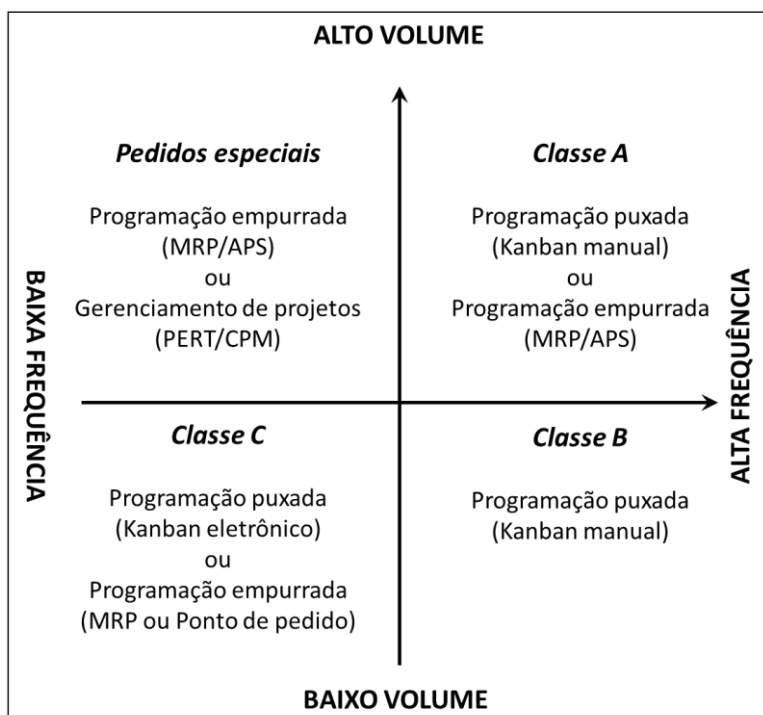 ALTO VOLUME
Pedidos especiais
Programação empurrada
(MRP/APS)
ou
Gerenciamento de projetos
(PERT/CPM)
Classe A
Programação puxada
(Kanban manual)
ou
Programação empurrada
(MRP/APS)
BAIXA FREQUÊNCIA
ALTA FREQUÊNCIA
Classe C
Programação puxada
(Kanban eletrônico)
ou
Programação empurrada
(MRP ou Ponto de pedido)
Classe B
Programação puxada
(Kanban manual)
BAIXO VOLUME